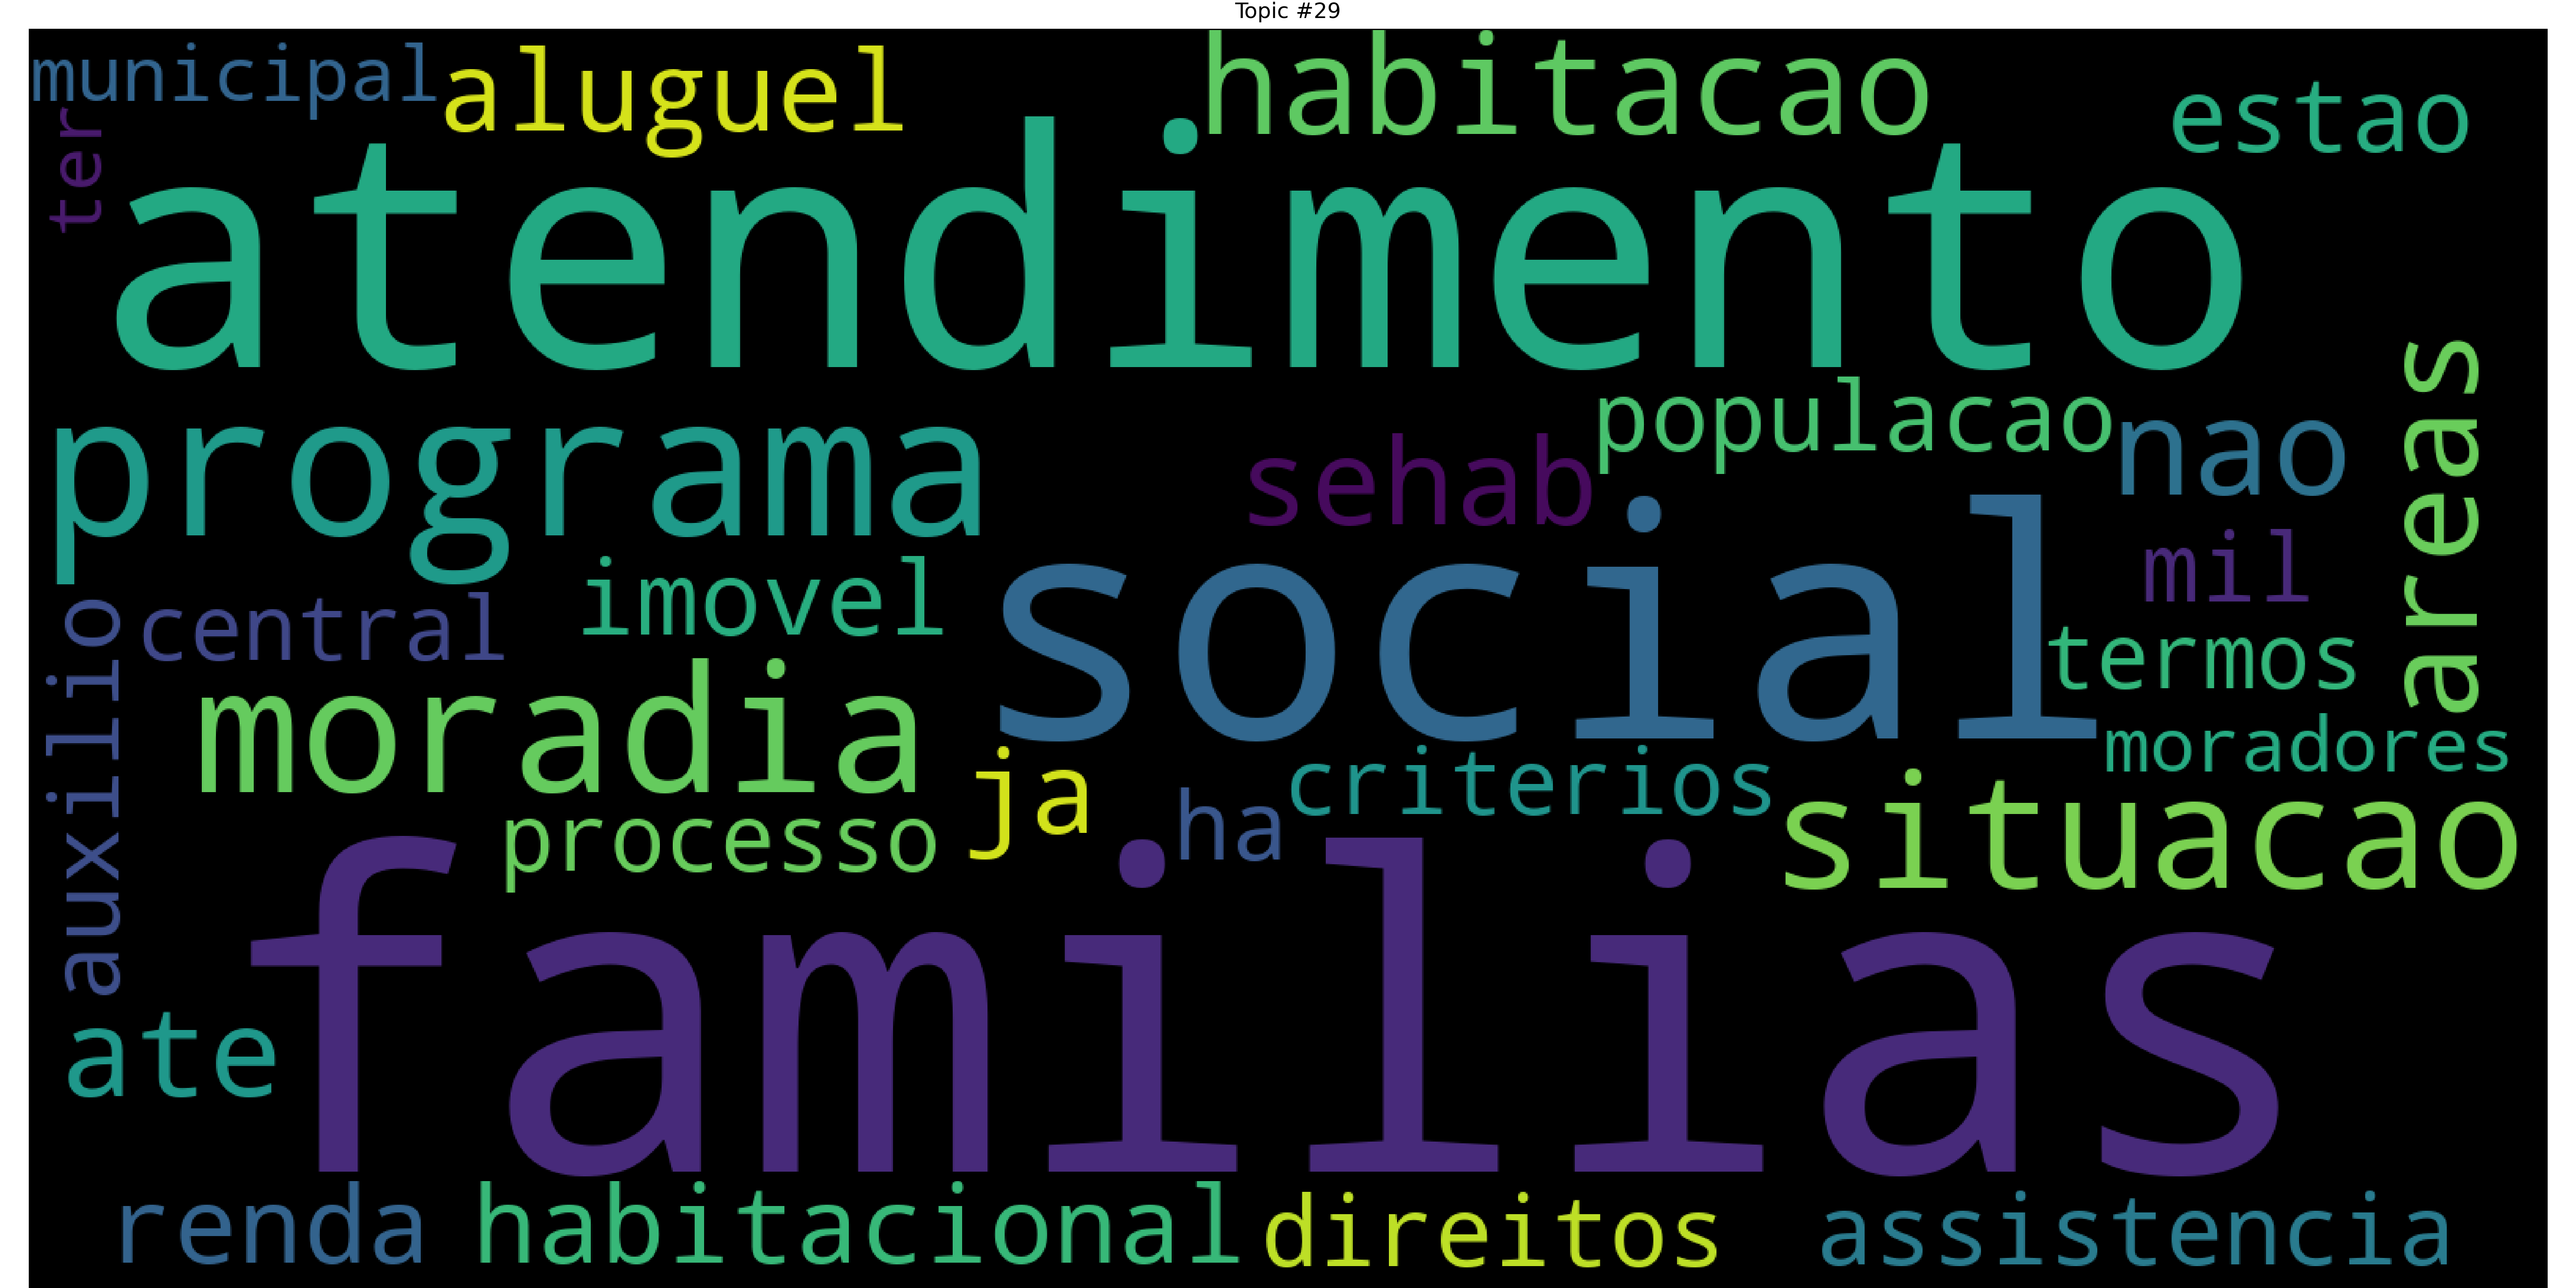 Topic #29
municipal
aluguel
habitacao
estao
ter
atendimento
programa
sehab
populacao
nao
areas
social
mil
imovel
central
auxilio
termos
moradia
moradores
ja
ha
criterios
situacao
processo
familias
ate
renda
habitacional
direitos
assistencia